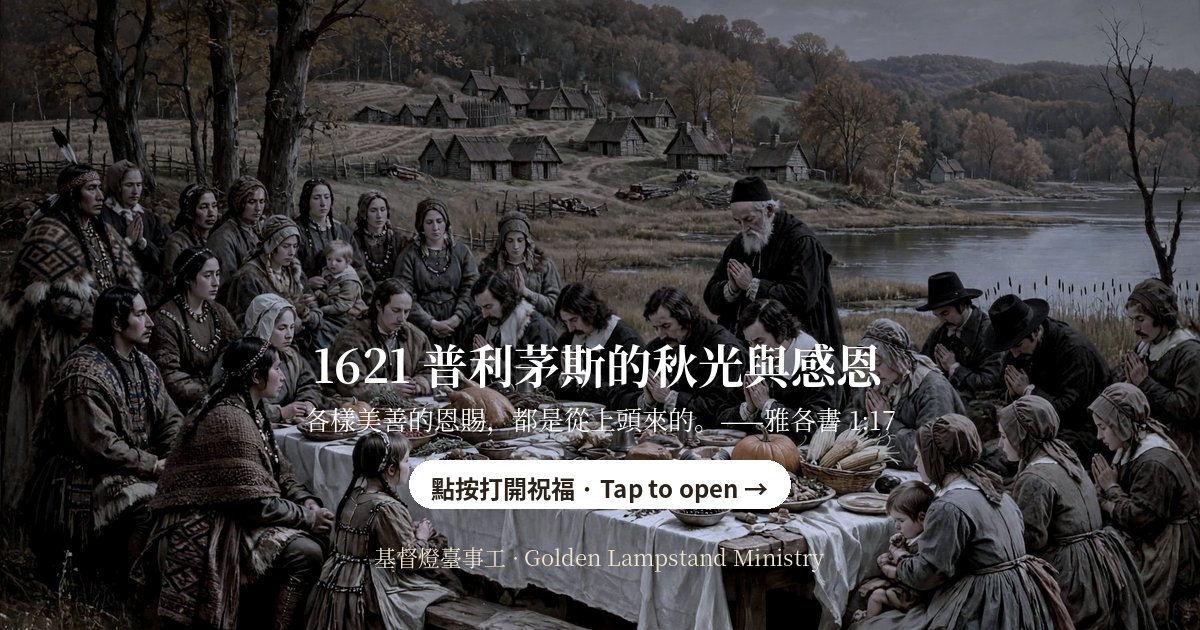 1621 普利茅斯的秋光與感恩
各樣美善的恩賜，都是從上頭來的。——雅各書 1:17
點按打開祝福 · Tap to open →
基督燈臺事工 · Golden Lampstand Ministry